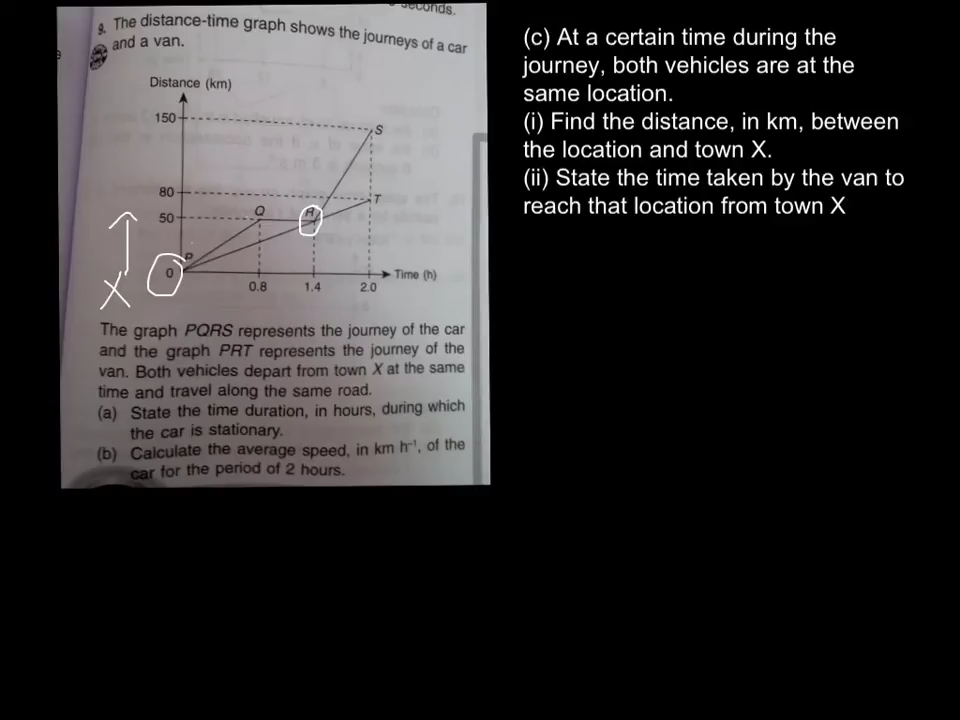 seconds.
9. The distance-time graph shows the journeys of a car
and a van.
Distance (km)
150
S
80
T
Q
R
50
P
0
Time (h)
0.8
1.4
2.0
X
The graph PQRS represents the journey of the car
and the graph PRT represents the journey of the
van. Both vehicles depart from town X at the same
time and travel along the same road.
(a) State the time duration, in hours, during which
the car is stationary.
(b) Calculate the average speed, in km h⁻¹, of the
car for the period of 2 hours.
(c) At a certain time during the
journey, both vehicles are at the
same location.
(i) Find the distance, in km, between
the location and town X.
(ii) State the time taken by the van to
reach that location from town X